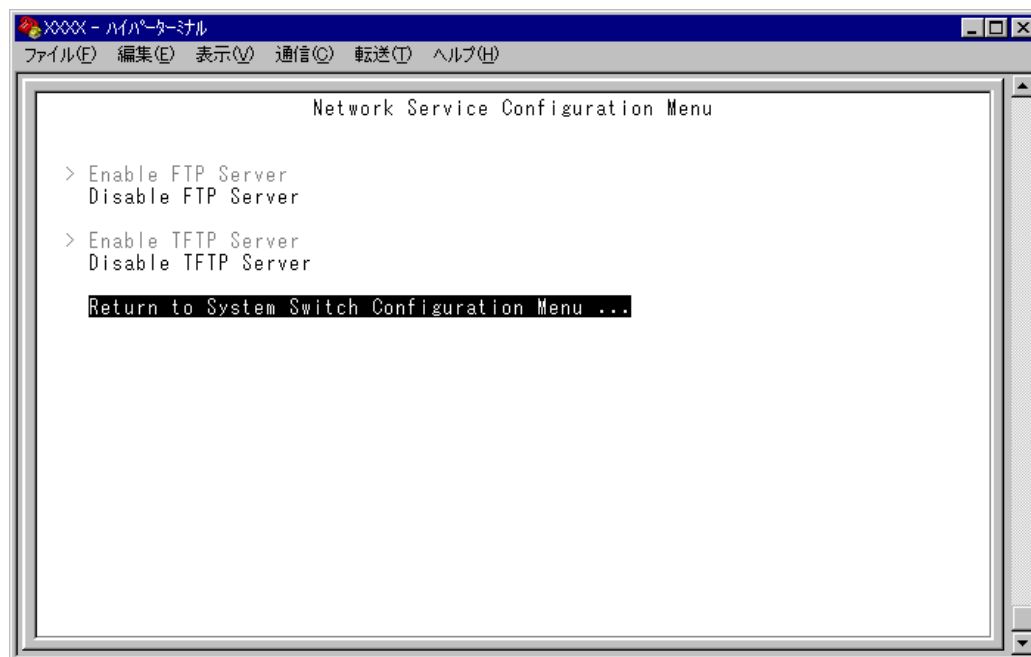 XXXX - ﾊｲﾊﾟｰﾀｰﾐﾅﾙ
ファイル(F) 編集(E) 表示(V) 通信(C) 転送(T) ヘルプ(H)
Network Service Configuration Menu
> Enable FTP Server
Disable FTP Server
> Enable TFTP Server
Disable TFTP Server
Return to System Switch Configuration Menu ...